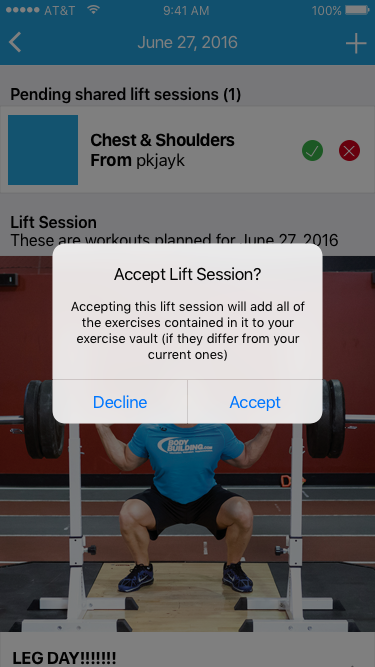 AT&T 9:41 AM 100%
June 27, 2016
Pending shared lift sessions (1)
Chest & Shoulders
From pkjayk
Lift Session
These are workouts planned for June 27, 2016
Accept Lift Session?
Accepting this lift session will add all of
the exercises contained in it to your
exercise vault (if they differ from your
current ones)
Decline Accept
BODY
BUILDING.com
LEG DAY!!!!!!!